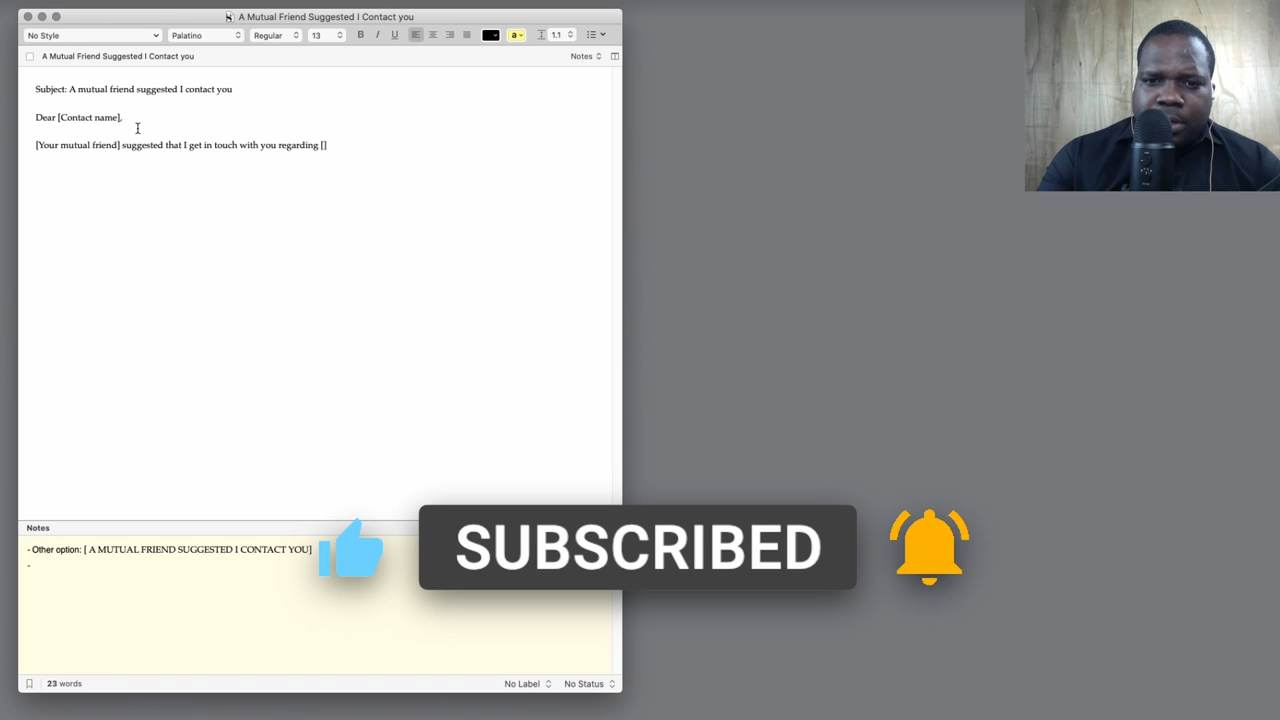 A Mutual Friend Suggested I Contact you
No Style
Palatino
Regular
13
B I U
a
1.1
A Mutual Friend Suggested I Contact you
Notes
Subject: A mutual friend suggested I contact you
Dear [Contact name],
[Your mutual friend] suggested that I get in touch with you regarding []
Notes
- Other option: [ A MUTUAL FRIEND SUGGESTED I CONTACT YOU]
-
SUBSCRIBED
23 words
No Label
No Status